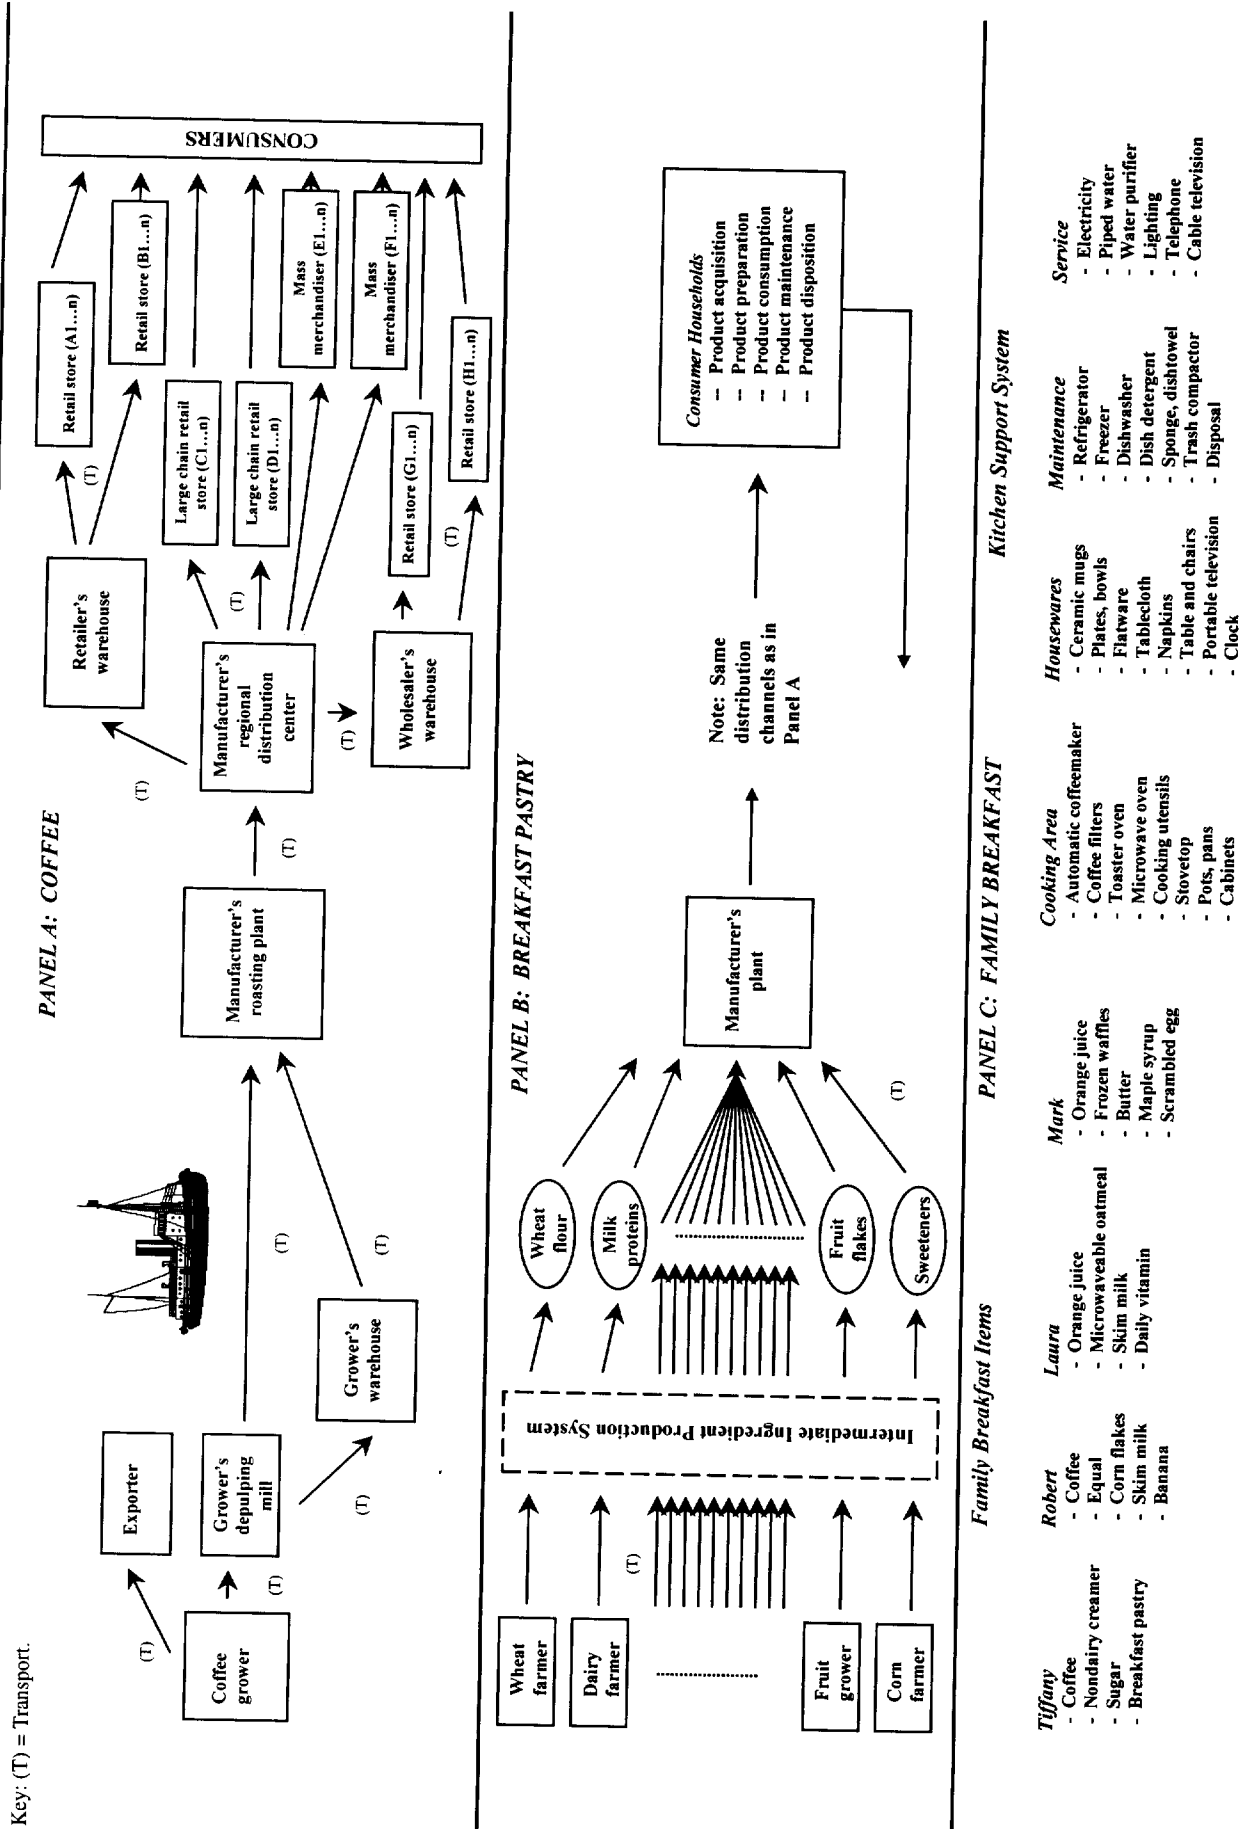 Key: (T) = Transport.
PANEL A: COFFEE
Coffee
grower
(T)
(T)
Exporter
Grower's
depulping
mill
(T)
Grower's
warehouse
(T)
(T)
Manufacturer's
roasting plant
(T)
Manufacturer's
regional
distribution
center
(T)
Retailer's
warehouse
(T)
Wholesaler's
warehouse
(T)
(T)
(T)
Retail store (A1...n)
Retail store (B1...n)
Large chain retail
store (C1...n)
Large chain retail
store (D1...n)
Mass
merchandiser (E1...n)
Mass
merchandiser (F1...n)
Retail store (G1...n)
Retail store (H1...n)
CONSUMERS
PANEL B: BREAKFAST PASTRY
Wheat
farmer
Dairy
farmer
Fruit
grower
Corn
farmer
(T)
Intermediate Ingredient Production System
Wheat
flour
Milk
proteins
Fruit
flakes
Sweeteners
(T)
Manufacturer's
plant
Note: Same
distribution
channels as in
Panel A
Consumer Households
-- Product acquisition
-- Product preparation
-- Product consumption
-- Product maintenance
-- Product disposition
PANEL C: FAMILY BREAKFAST
Family Breakfast Items
Tiffany
- Coffee
- Nondairy creamer
- Sugar
- Breakfast pastry
Robert
- Coffee
- Equal
- Corn flakes
- Skim milk
- Banana
Laura
- Orange juice
- Microwaveable oatmeal
- Skim milk
- Daily vitamin
Mark
- Orange juice
- Frozen waffles
- Butter
- Maple syrup
- Scrambled egg
Kitchen Support System
Cooking Area
- Automatic coffeemaker
- Coffee filters
- Toaster oven
- Microwave oven
- Cooking utensils
- Stovetop
- Pots, pans
- Cabinets
Housewares
- Ceramic mugs
- Plates, bowls
- Flatware
- Tablecloth
- Napkins
- Table and chairs
- Portable television
- Clock
Maintenance
- Refrigerator
- Freezer
- Dishwasher
- Dish detergent
- Sponge, dishtowel
- Trash compactor
- Disposal
Service
- Electricity
- Piped water
- Water purifier
- Lighting
- Telephone
- Cable television